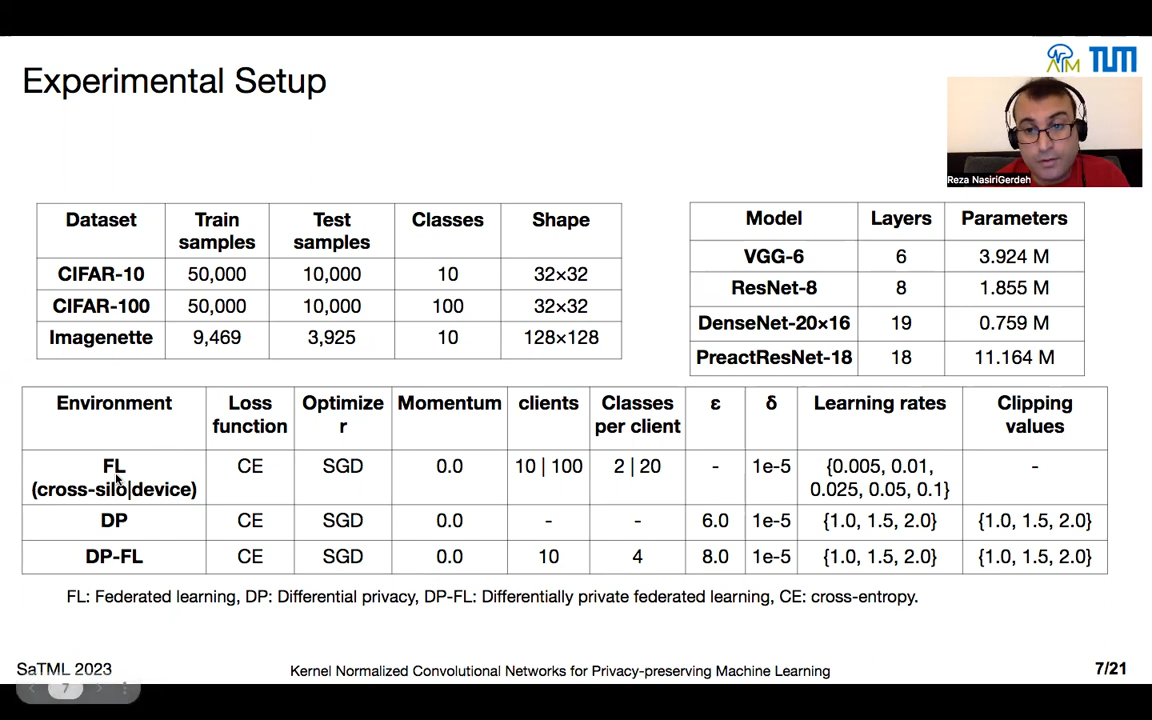 Experimental Setup
AIM TUM
Reza NasiriGerdeh
Dataset Train samples Test samples Classes Shape
CIFAR-10 50,000 10,000 10 32×32
CIFAR-100 50,000 10,000 100 32×32
Imagenette 9,469 3,925 10 128×128
Model Layers Parameters
VGG-6 6 3.924 M
ResNet-8 8 1.855 M
DenseNet-20×16 19 0.759 M
PreactResNet-18 18 11.164 M
Environment Loss function Optimize r Momentum clients Classes per client ε δ Learning rates Clipping values
FL (cross-silo|device) CE SGD 0.0 10 | 100 2 | 20 - 1e-5 {0.005, 0.01, 0.025, 0.05, 0.1} -
DP CE SGD 0.0 - - 6.0 1e-5 {1.0, 1.5, 2.0} {1.0, 1.5, 2.0}
DP-FL CE SGD 0.0 10 4 8.0 1e-5 {1.0, 1.5, 2.0} {1.0, 1.5, 2.0}
FL: Federated learning, DP: Differential privacy, DP-FL: Differentially private federated learning, CE: cross-entropy.
SaTML 2023
Kernel Normalized Convolutional Networks for Privacy-preserving Machine Learning
7/21
7